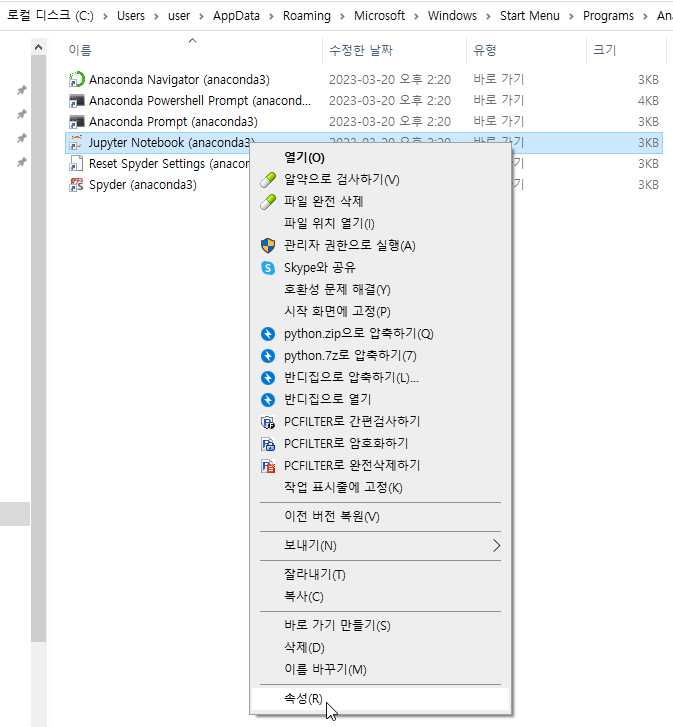 로컬 디스크 (C:) > Users > user > AppData > Roaming > Microsoft > Windows > Start Menu > Programs > An
이름 수정한 날짜 유형 크기
Anaconda Navigator (anaconda3) 2023-03-20 오후 2:20 바로 가기 3KB
Anaconda Powershell Prompt (anacond... 2023-03-20 오후 2:20 바로 가기 4KB
Anaconda Prompt (anaconda3) 2023-03-20 오후 2:20 바로 가기 3KB
Jupyter Notebook (anaconda3) 2023-03-20 오후 2:20 바로 가기 3KB
Reset Spyder Settings (anacon 기 3KB
Spyder (anaconda3) 기 3KB
열기(O)
알약으로 검사하기(V)
파일 완전 삭제
파일 위치 열기(I)
관리자 권한으로 실행(A)
Skype와 공유
호환성 문제 해결(Y)
시작 화면에 고정(P)
python.zip으로 압축하기(Q)
python.7z로 압축하기(7)
반디집으로 압축하기(L)...
반디집으로 열기
PCFILTER로 간편검사하기
PCFILTER로 암호화하기
PCFILTER로 완전삭제하기
작업 표시줄에 고정(K)
이전 버전 복원(V)
보내기(N)
잘라내기(T)
복사(C)
바로 가기 만들기(S)
삭제(D)
이름 바꾸기(M)
속성(R)